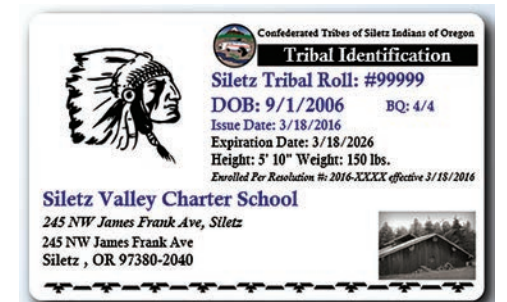 Confederated Tribes of Siletz Indians of Oregon
Tribal Identification
Siletz Tribal Roll: #99999
DOB: 9/1/2006 BQ: 4/4
Issue Date: 3/18/2016
Expiration Date: 3/18/2026
Height: 5' 10" Weight: 150 lbs.
Enrolled Per Resolution #: 2016-XXXX effective 3/18/2016
Siletz Valley Charter School
245 NW James Frank Ave, Siletz
245 NW James Frank Ave
Siletz , OR 97380-2040